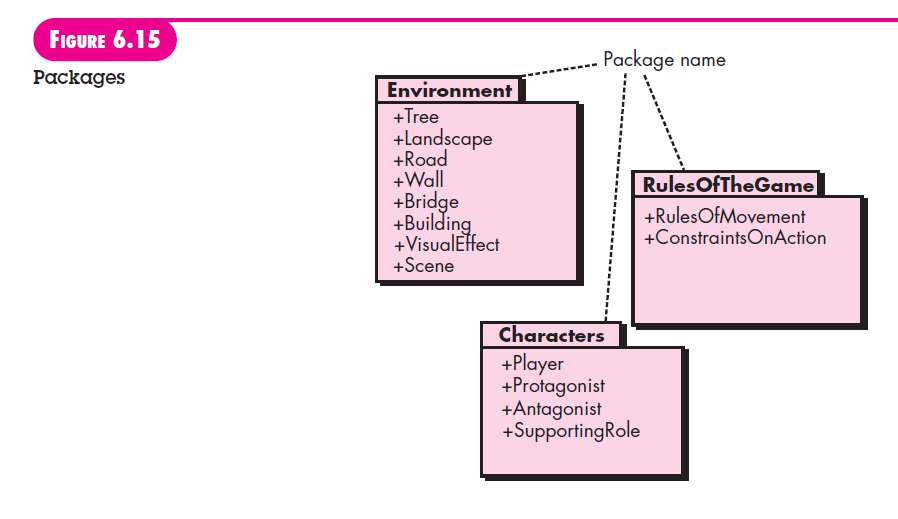 FIGURE 6.15
Packages
Package name
Environment
+Tree
+Landscape
+Road
+Wall
+Bridge
+Building
+VisualEffect
+Scene
RulesOfTheGame
+RulesOfMovement
+ConstraintsOnAction
Characters
+Player
+Protagonist
+Antagonist
+SupportingRole